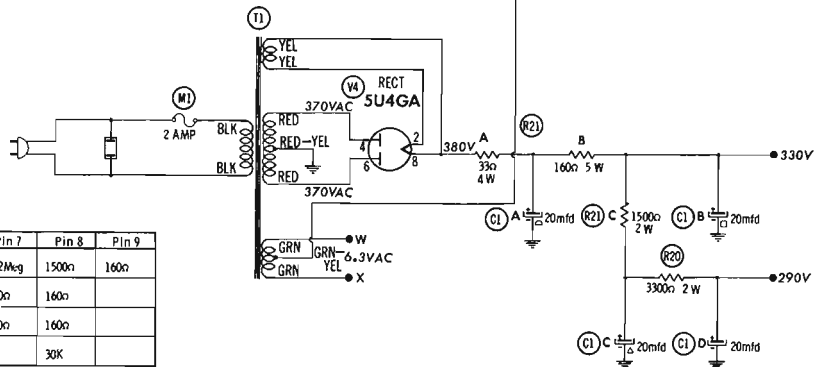 T1
YEL
YEL
V4
RECT
5U4GA
M1
2 AMP
BLK
BLK
370VAC
RED
RED-YEL
RED
370VAC
4
6
2
8
380V
A
33Ω
4 W
R21
B
160Ω 5 W
330V
C1 A
20mfd
R21 C
1500Ω
2 W
C1 B
20mfd
R20
3300Ω 2 W
290V
C1 C
20mfd
C1 D
20mfd
GRN
GRN-YEL
6.3VAC
GRN
W
X
Pin 8 Pin 9
1500Ω 160Ω
160Ω
160Ω
30K